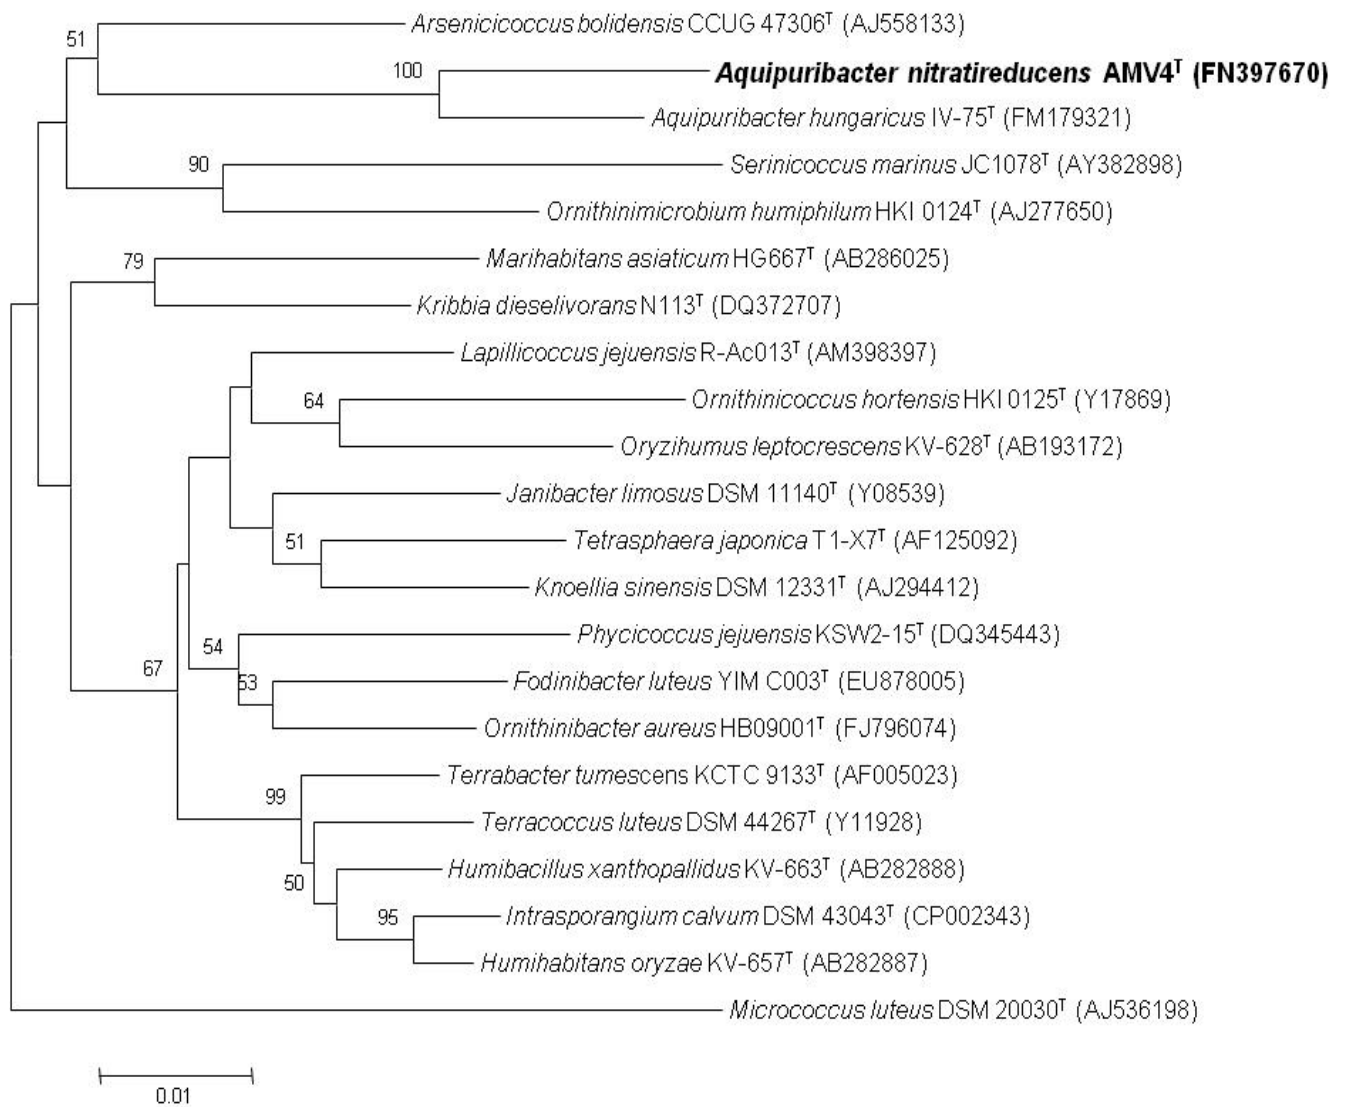 51
Arsenicicoccus bolidensis CCUG 47306ᵀ (AJ558133)
100
Aquipuribacter nitratireducens AMV4ᵀ (FN397670)
Aquipuribacter hungaricus IV-75ᵀ (FM179321)
90
Serinicoccus marinus JC1078ᵀ (AY382898)
Ornithinimicrobium humiphilum HKI 0124ᵀ (AJ277650)
79
Marihabitans asiaticum HG667ᵀ (AB286025)
Kribbia dieselivorans N113ᵀ (DQ372707)
Lapillicoccus jejuensis R-Ac013ᵀ (AM398397)
64
Ornithinicoccus hortensis HKI 0125ᵀ (Y17869)
Oryzihumus leptocrescens KV-628ᵀ (AB193172)
Janibacter limosus DSM 11140ᵀ (Y08539)
51
Tetrasphaera japonica T1-X7ᵀ (AF125092)
Knoellia sinensis DSM 12331ᵀ (AJ294412)
54
Phycicoccus jejuensis KSW2-15ᵀ (DQ345443)
67
53
Fodinibacter luteus YIM C003ᵀ (EU878005)
Ornithinibacter aureus HB09001ᵀ (FJ796074)
Terrabacter tumescens KCTC 9133ᵀ (AF005023)
99
Terracoccus luteus DSM 44267ᵀ (Y11928)
50
Humibacillus xanthopallidus KV-663ᵀ (AB282888)
95
Intrasporangium calvum DSM 43043ᵀ (CP002343)
Humihabitans oryzae KV-657ᵀ (AB282887)
Micrococcus luteus DSM 20030ᵀ (AJ536198)
0.01